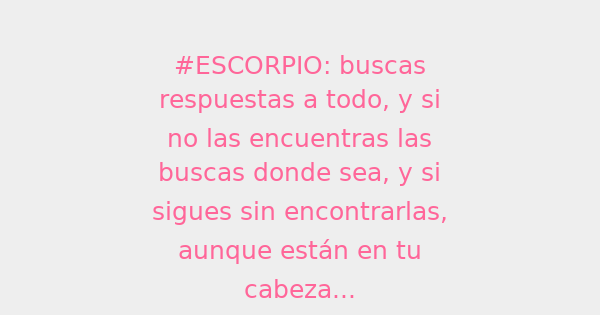 #ESCORPIO: buscas
respuestas a todo, y si
no las encuentras las
buscas donde sea, y si
sigues sin encontrarlas,
aunque están en tu
cabeza...